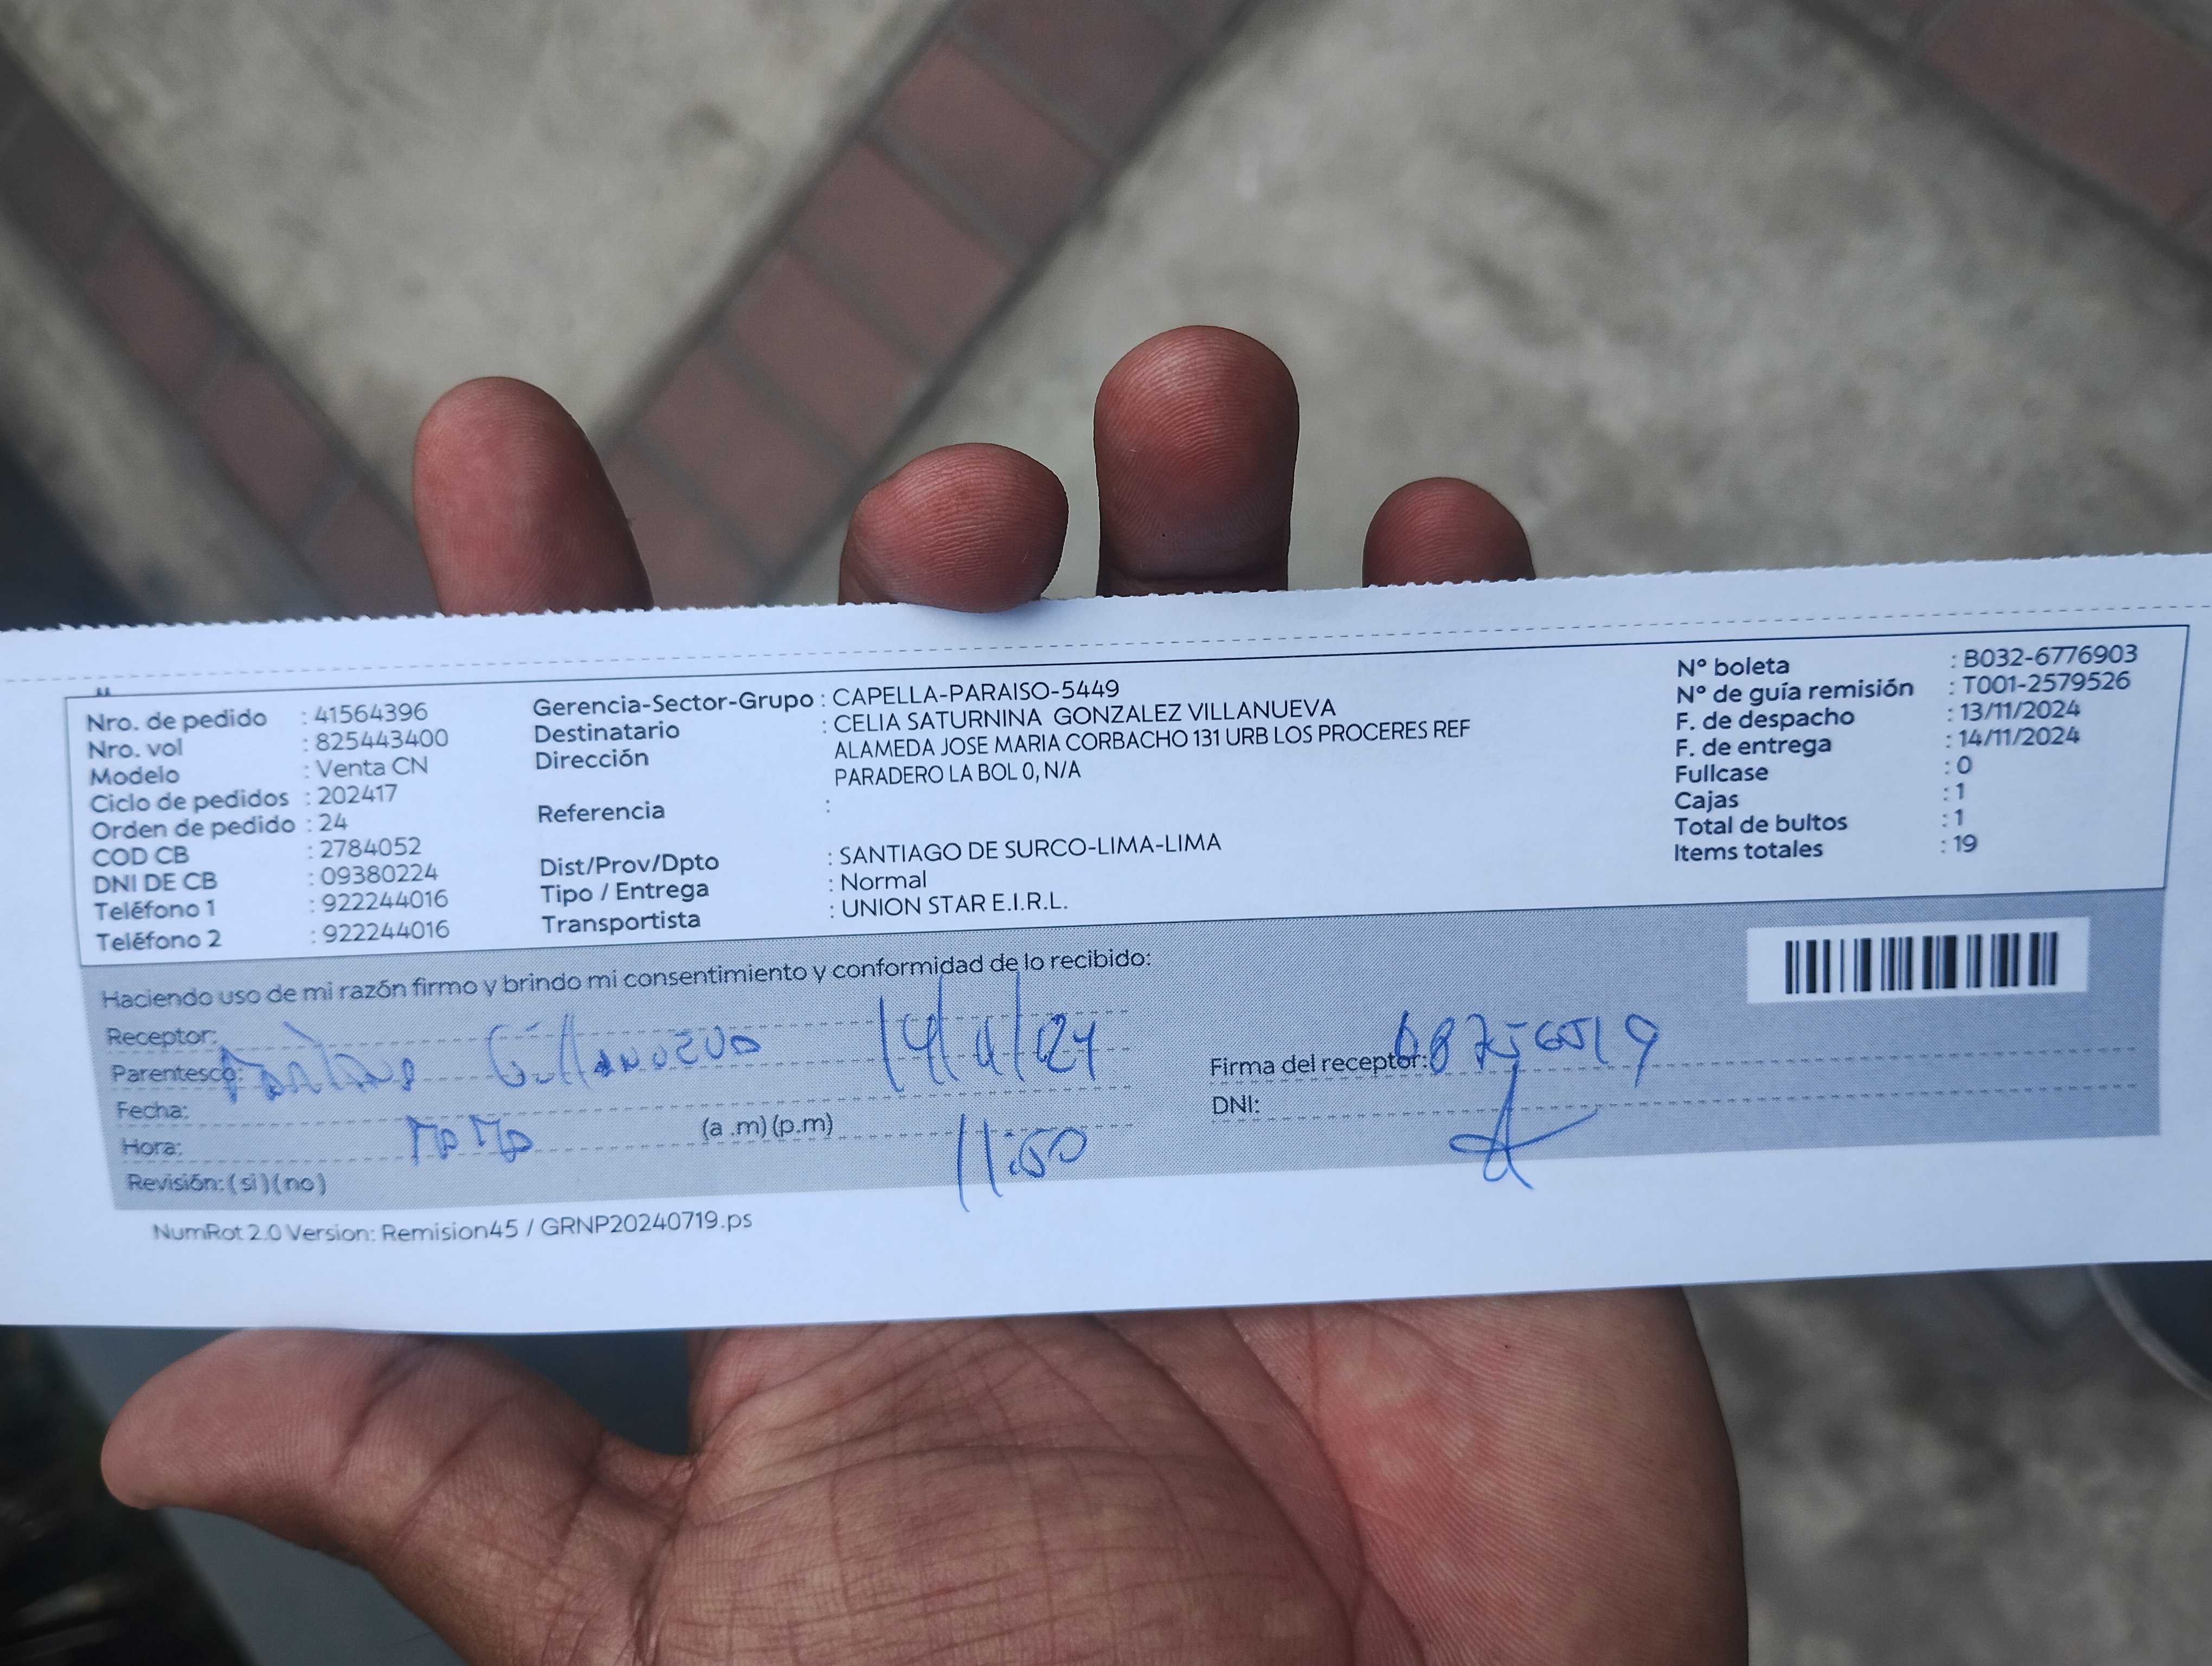 Nro. de pedido : 41564396
Nro. vol : 825443400
Modelo : Venta CN
Ciclo de pedidos : 202417
Orden de pedido : 24
COD CB : 2784052
DNI DE CB : 09380224
Teléfono 1 : 922244016
Teléfono 2 : 922244016
Gerencia-Sector-Grupo : CAPELLA-PARAISO-5449
Destinatario : CELIA SATURNINA GONZALEZ VILLANUEVA
Dirección ALAMEDA JOSE MARIA CORBACHO 131 URB LOS PROCERES REF
PARADERO LA BOL 0, N/A
Referencia :
Dist/Prov/Dpto : SANTIAGO DE SURCO-LIMA-LIMA
Tipo / Entrega : Normal
Transportista : UNION STAR E.I.R.L.
N° boleta : B032-6776903
N° de guía remisión : T001-2579526
F. de despacho : 13/11/2024
F. de entrega : 14/11/2024
Fullcase : 0
Cajas : 1
Total de bultos : 1
Items totales : 19
Haciendo uso de mi razón firmo y brindo mi consentimiento y conformidad de lo recibido:
Receptor:
Parentesco: Villanueva 14/11/24
Fecha:
Hora: MAMA (a .m) (p.m) 11:50
Revisión: (si) (no)
Firma del receptor:
DNI:
NumRot 2.0 Version: Remision45 / GRNP20240719.ps